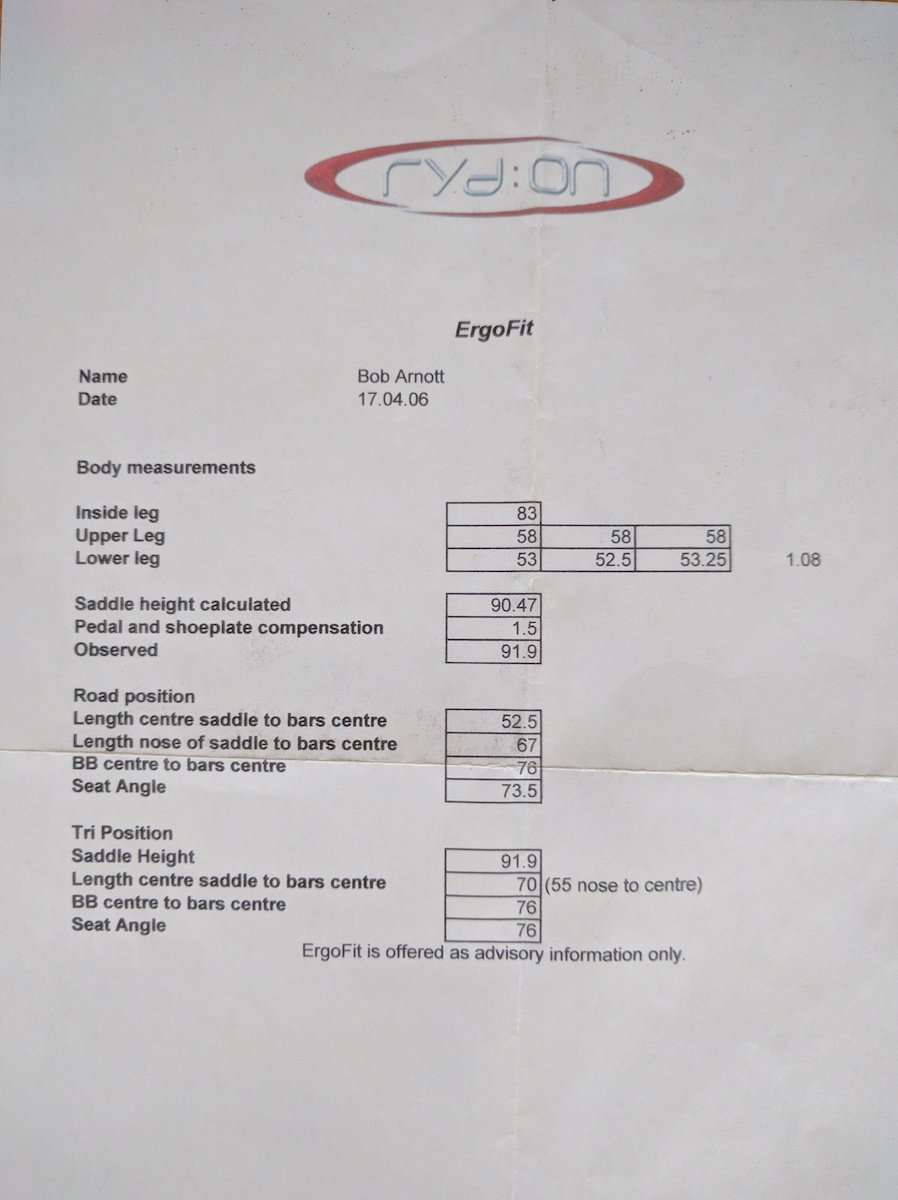 ryd:on
ErgoFit
Name Bob Arnott
Date 17.04.06
Body measurements
Inside leg 83
Upper Leg 58 58 58
Lower leg 53 52.5 53.25 1.08
Saddle height calculated 90.47
Pedal and shoeplate compensation 1.5
Observed 91.9
Road position
Length centre saddle to bars centre 52.5
Length nose of saddle to bars centre 67
BB centre to bars centre 76
Seat Angle 73.5
Tri Position
Saddle Height 91.9
Length centre saddle to bars centre 70 (55 nose to centre)
BB centre to bars centre 76
Seat Angle 76
ErgoFit is offered as advisory information only.